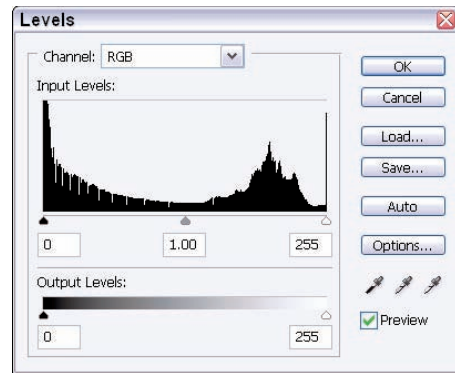 Levels
Channel: RGB
Input Levels:
0 1.00 255
Output Levels:
0 255
OK
Cancel
Load...
Save...
Auto
Options...
Preview